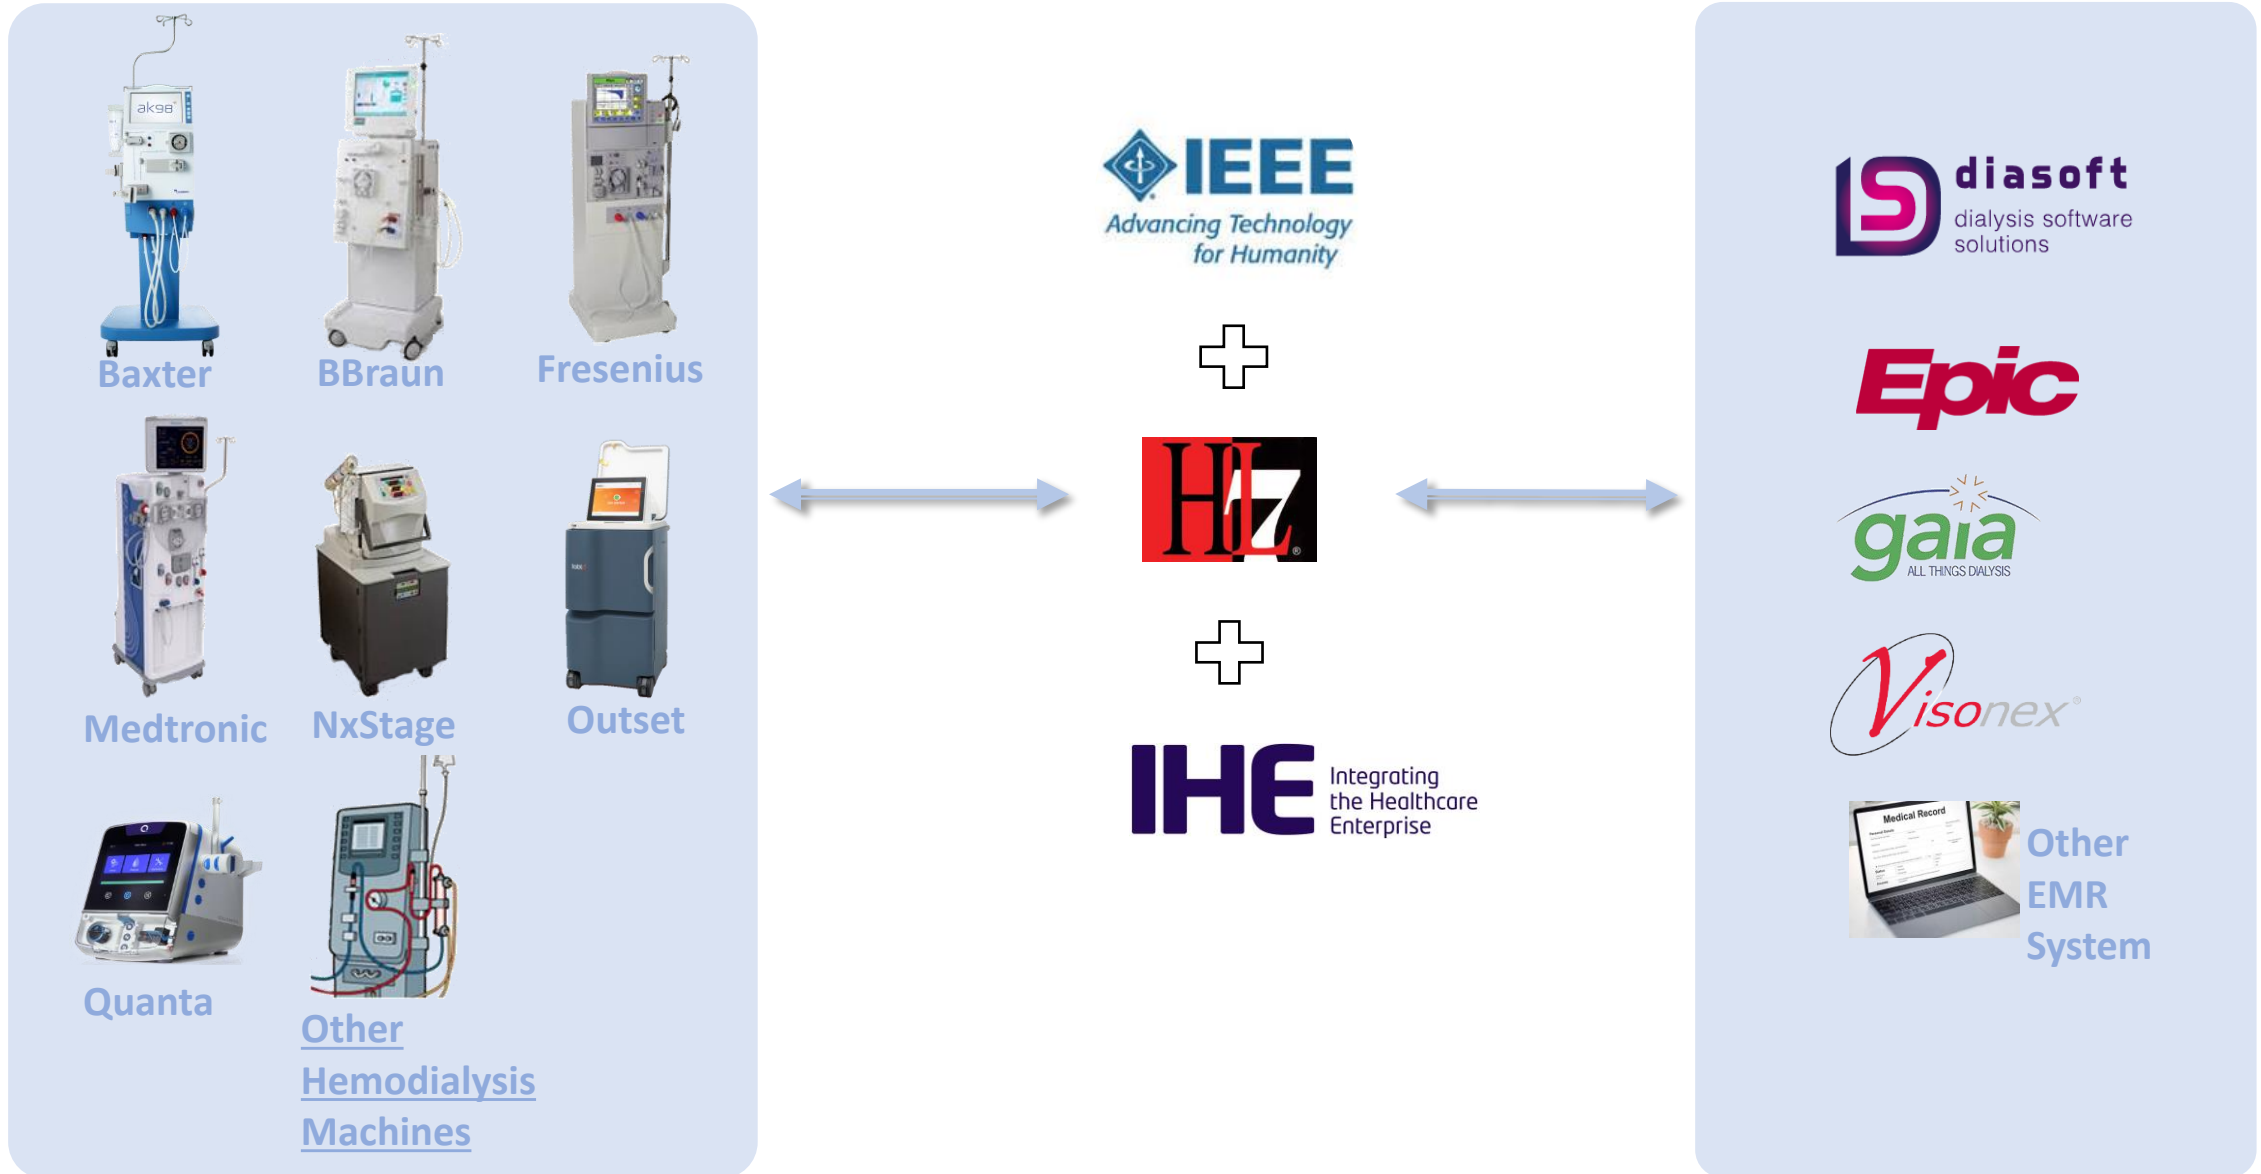 ak98
Baxter
BBraun
Fresenius
Medtronic
NxStage
Outset
Quanta
Other
Hemodialysis
Machines
IEEE
Advancing Technology
for Humanity
HL7
®
IHE
Integrating
the Healthcare
Enterprise
diasoft
dialysis software
solutions
Epic
gaia
ALL THINGS DIALYSIS
Visonex®
Medical Record
Other
EMR
System